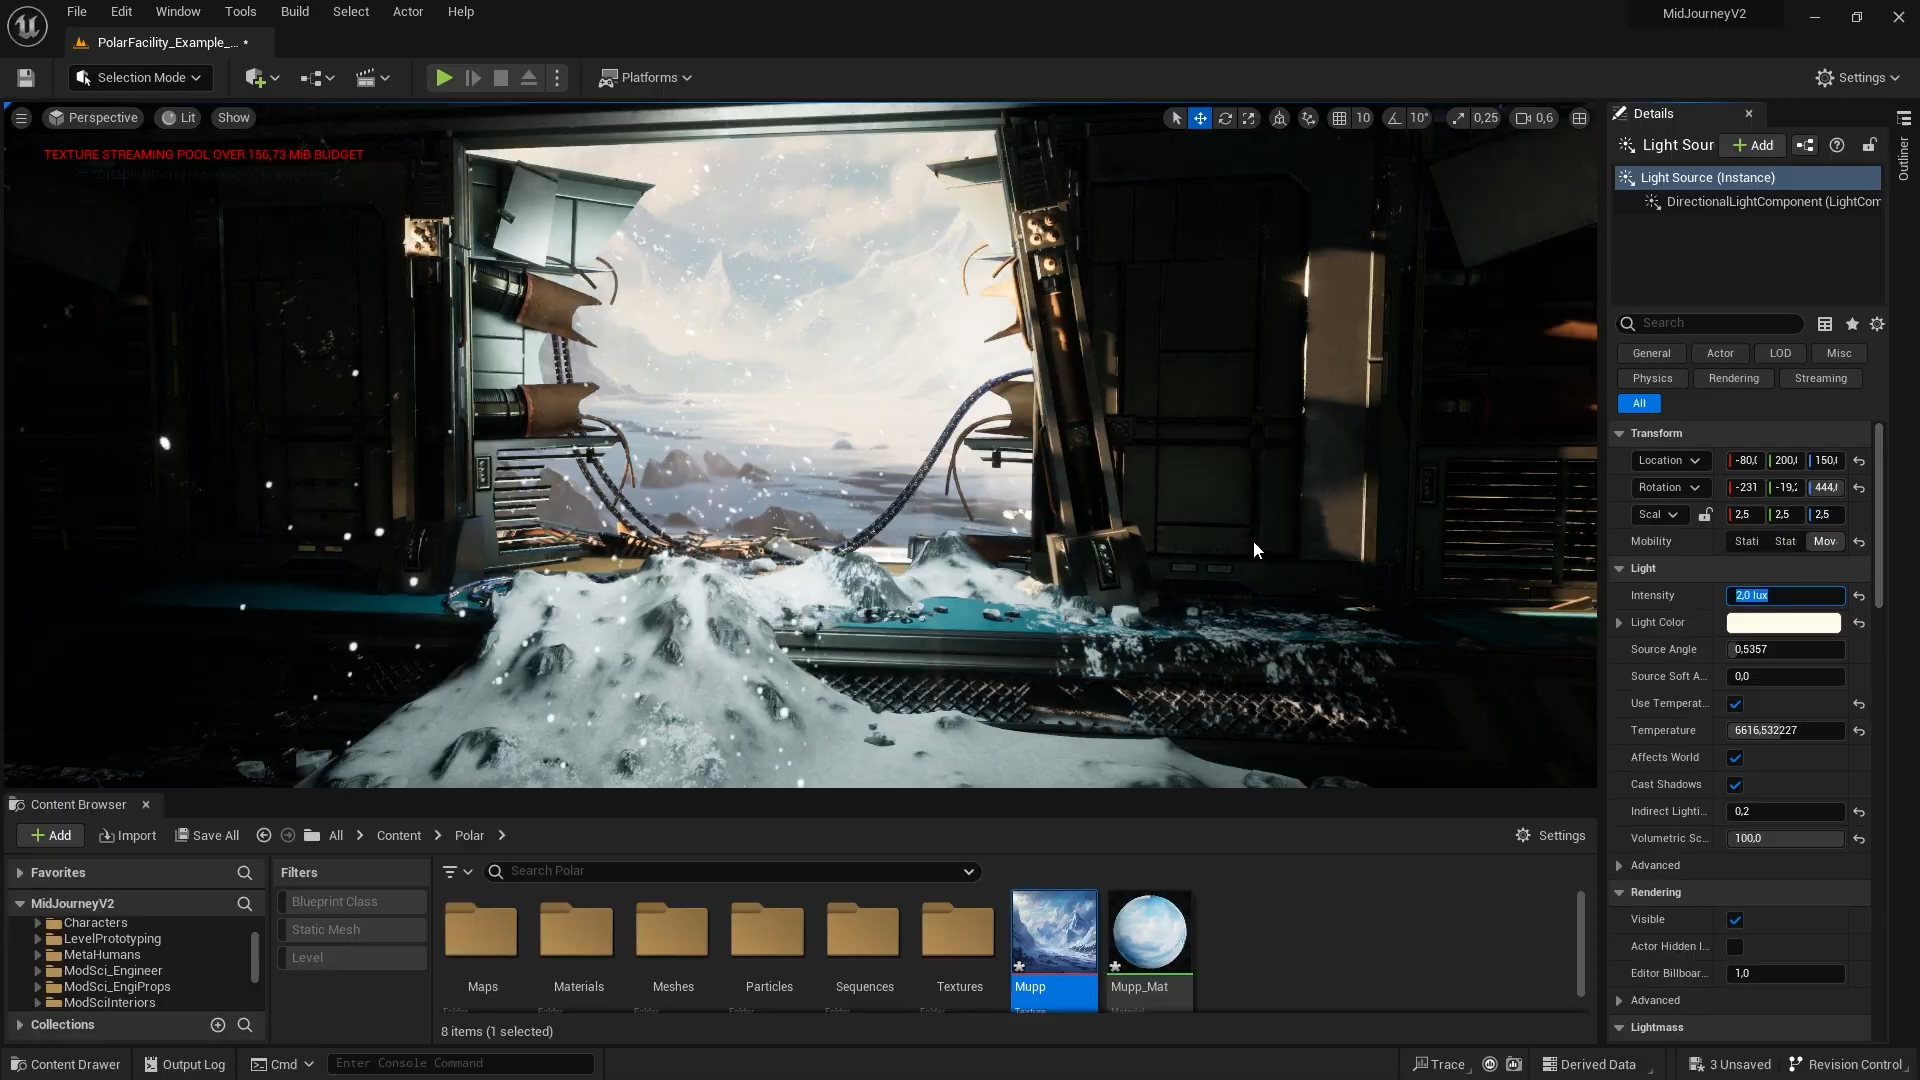 File Edit Window Tools Build Select Actor Help
MidJourneyV2
PolarFacility_Example_... *
Selection Mode
Platforms
Settings
Perspective
Lit
Show
10
10°
0,25
0,6
TEXTURE STREAMING POOL OVER 156,73 MiB BUDGET
Details
Outliner
Light Sour
Add
Light Source (Instance)
DirectionalLightComponent (LightCom
Search
General Actor LOD Misc
Physics Rendering Streaming
All
Transform
Location -80,( 200,( 150,(
Rotation -231 -19,2 444,(
Scal 2,5 2,5 2,5
Mobility Stati Stat Mov
Light
Intensity 2,0 lux
Light Color
Source Angle 0,5357
Source Soft A... 0,0
Use Temperat...
Temperature 6616,532227
Affects World
Cast Shadows
Indirect Lighti... 0,2
Volumetric Sc... 100,0
Advanced
Rendering
Visible
Actor Hidden I...
Editor Billboar... 1,0
Advanced
Lightmass
Content Browser
Add
Import
Save All
All
Content
Polar
Settings
Favorites
MidJourneyV2
Characters
LevelPrototyping
MetaHumans
ModSci_Engineer
ModSci_EngiProps
ModSciInteriors
Collections
Filters
Blueprint Class
Static Mesh
Level
Search Polar
Maps Materials Meshes Particles Sequences Textures Mupp Mupp_Mat
8 items (1 selected)
Content Drawer
Output Log
Cmd
Enter Console Command
Trace
Derived Data
3 Unsaved
Revision Control